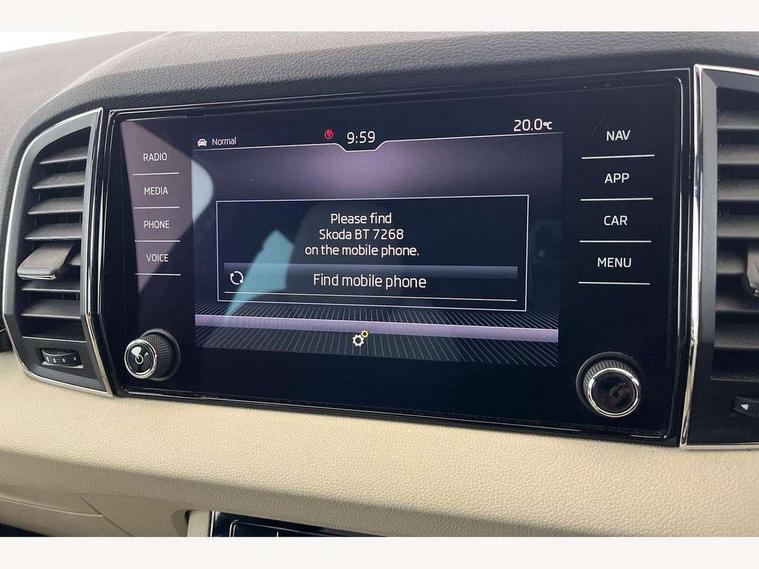 Normal
9:59
20.0°C
RADIO
MEDIA
PHONE
VOICE
Please find
Skoda BT 7268
on the mobile phone.
Find mobile phone
NAV
APP
CAR
MENU